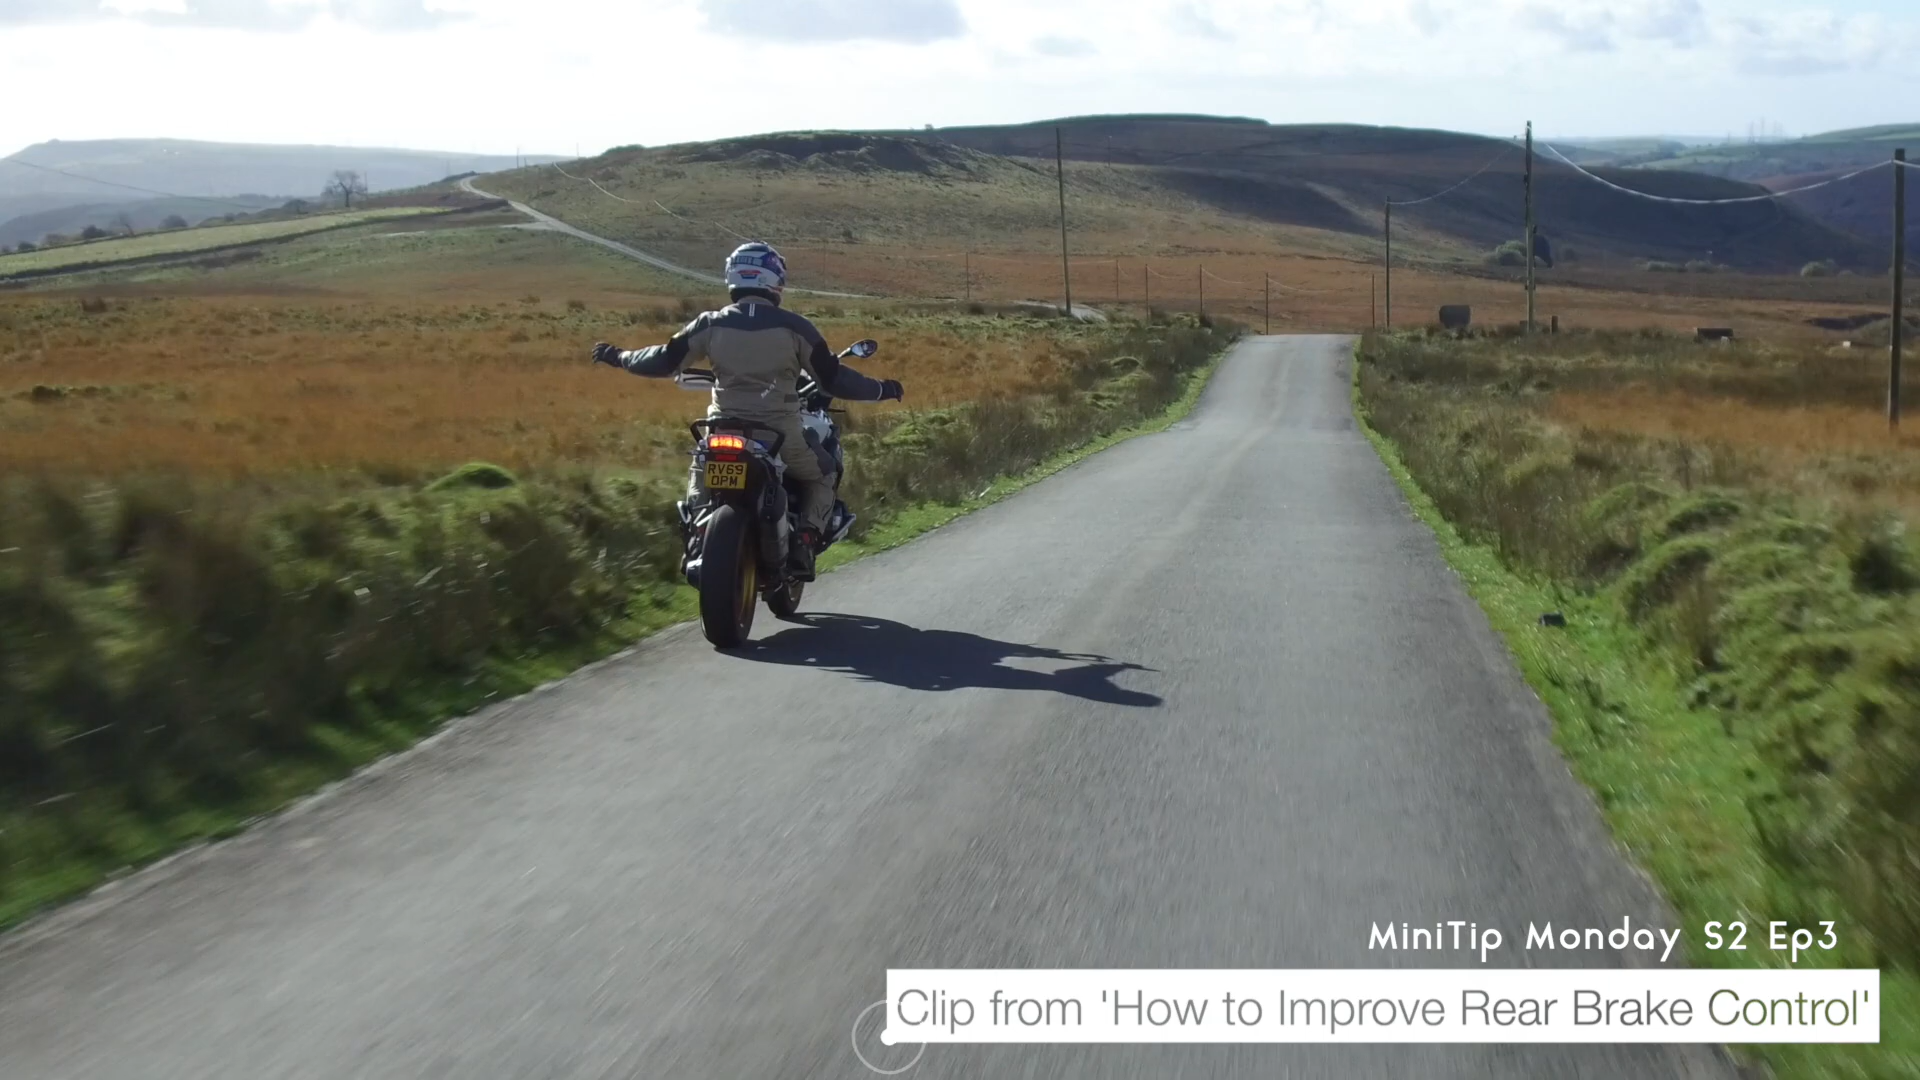 RV69
OPM
MiniTip Monday S2 Ep3
Clip from 'How to Improve Rear Brake Control'